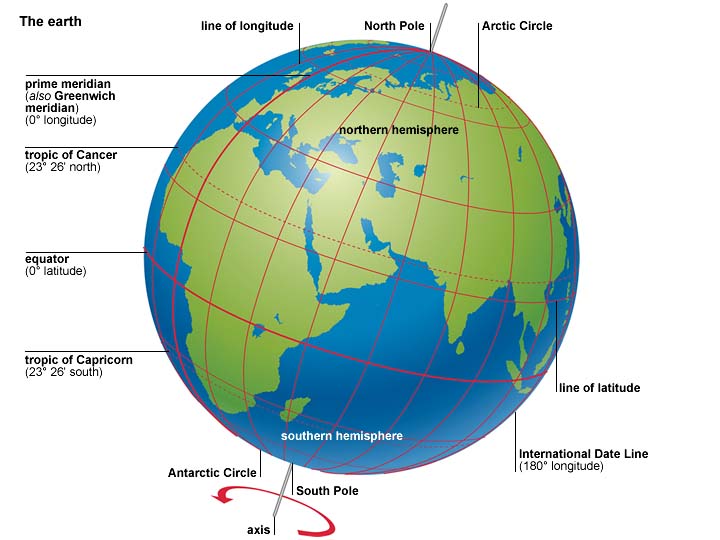 The earth
line of longitude
North Pole
Arctic Circle
prime meridian
(also Greenwich
meridian)
(0° longitude)
northern hemisphere
tropic of Cancer
(23° 26' north)
equator
(0° latitude)
tropic of Capricorn
(23° 26' south)
line of latitude
southern hemisphere
International Date Line
(180° longitude)
Antarctic Circle
South Pole
axis